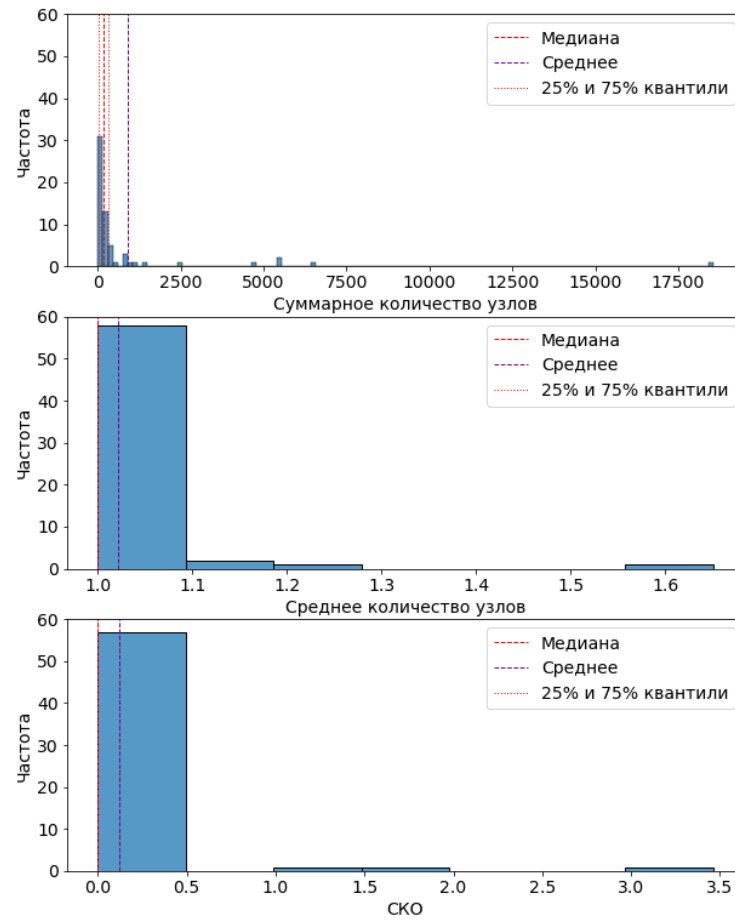 60
50
40
30
20
10
0
Частота
Медиана
Среднее
25% и 75% квантили
0 2500 5000 7500 10000 12500 15000 17500
Суммарное количество узлов
60
50
40
30
20
10
0
Частота
Медиана
Среднее
25% и 75% квантили
1.0 1.1 1.2 1.3 1.4 1.5 1.6
Среднее количество узлов
60
50
40
30
20
10
0
Частота
Медиана
Среднее
25% и 75% квантили
0.0 0.5 1.0 1.5 2.0 2.5 3.0 3.5
СКО